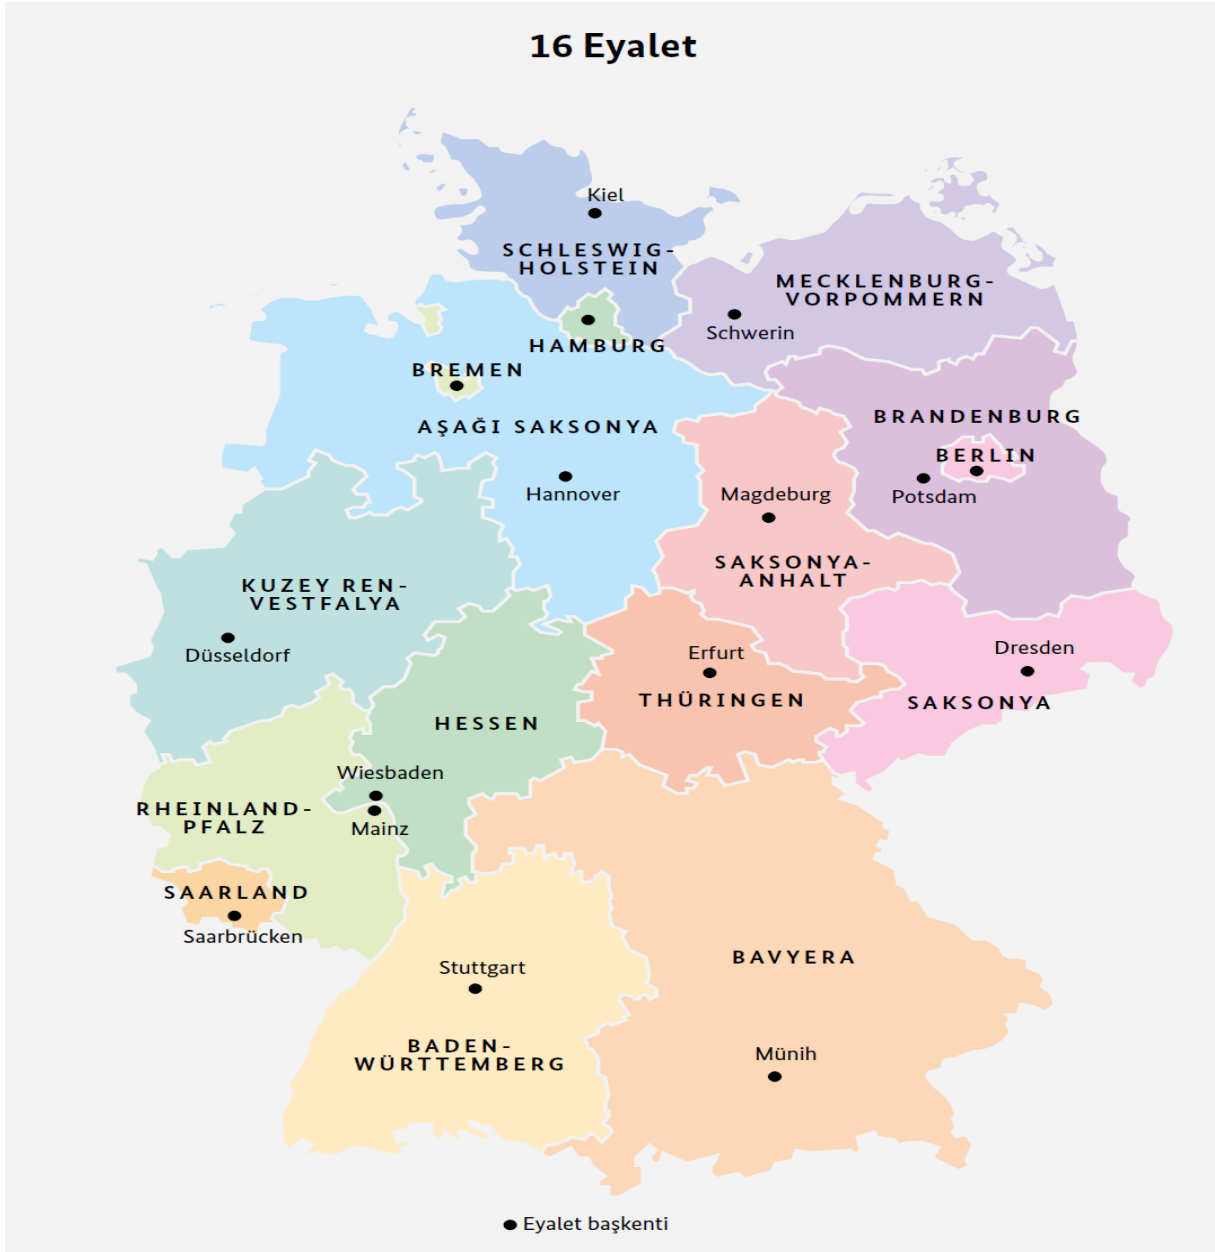 16 Eyalet
Kiel
SCHLESWIG-
HOLSTEIN
MECKLENBURG-
VORPOMMERN
Schwerin
HAMBURG
BREMEN
AŞAĞI SAKSONYA
BRANDENBURG
BERLIN
Potsdam
Hannover
Magdeburg
SAKSONYA-
ANHALT
KUZEY REN-
VESTFALYA
Düsseldorf
Erfurt
THÜRINGEN
Dresden
SAKSONYA
HESSEN
Wiesbaden
Mainz
RHEINLAND-
PFALZ
SAARLAND
Saarbrücken
Stuttgart
BADEN-
WÜRTTEMBERG
BAVYERA
Münih
Eyalet başkenti